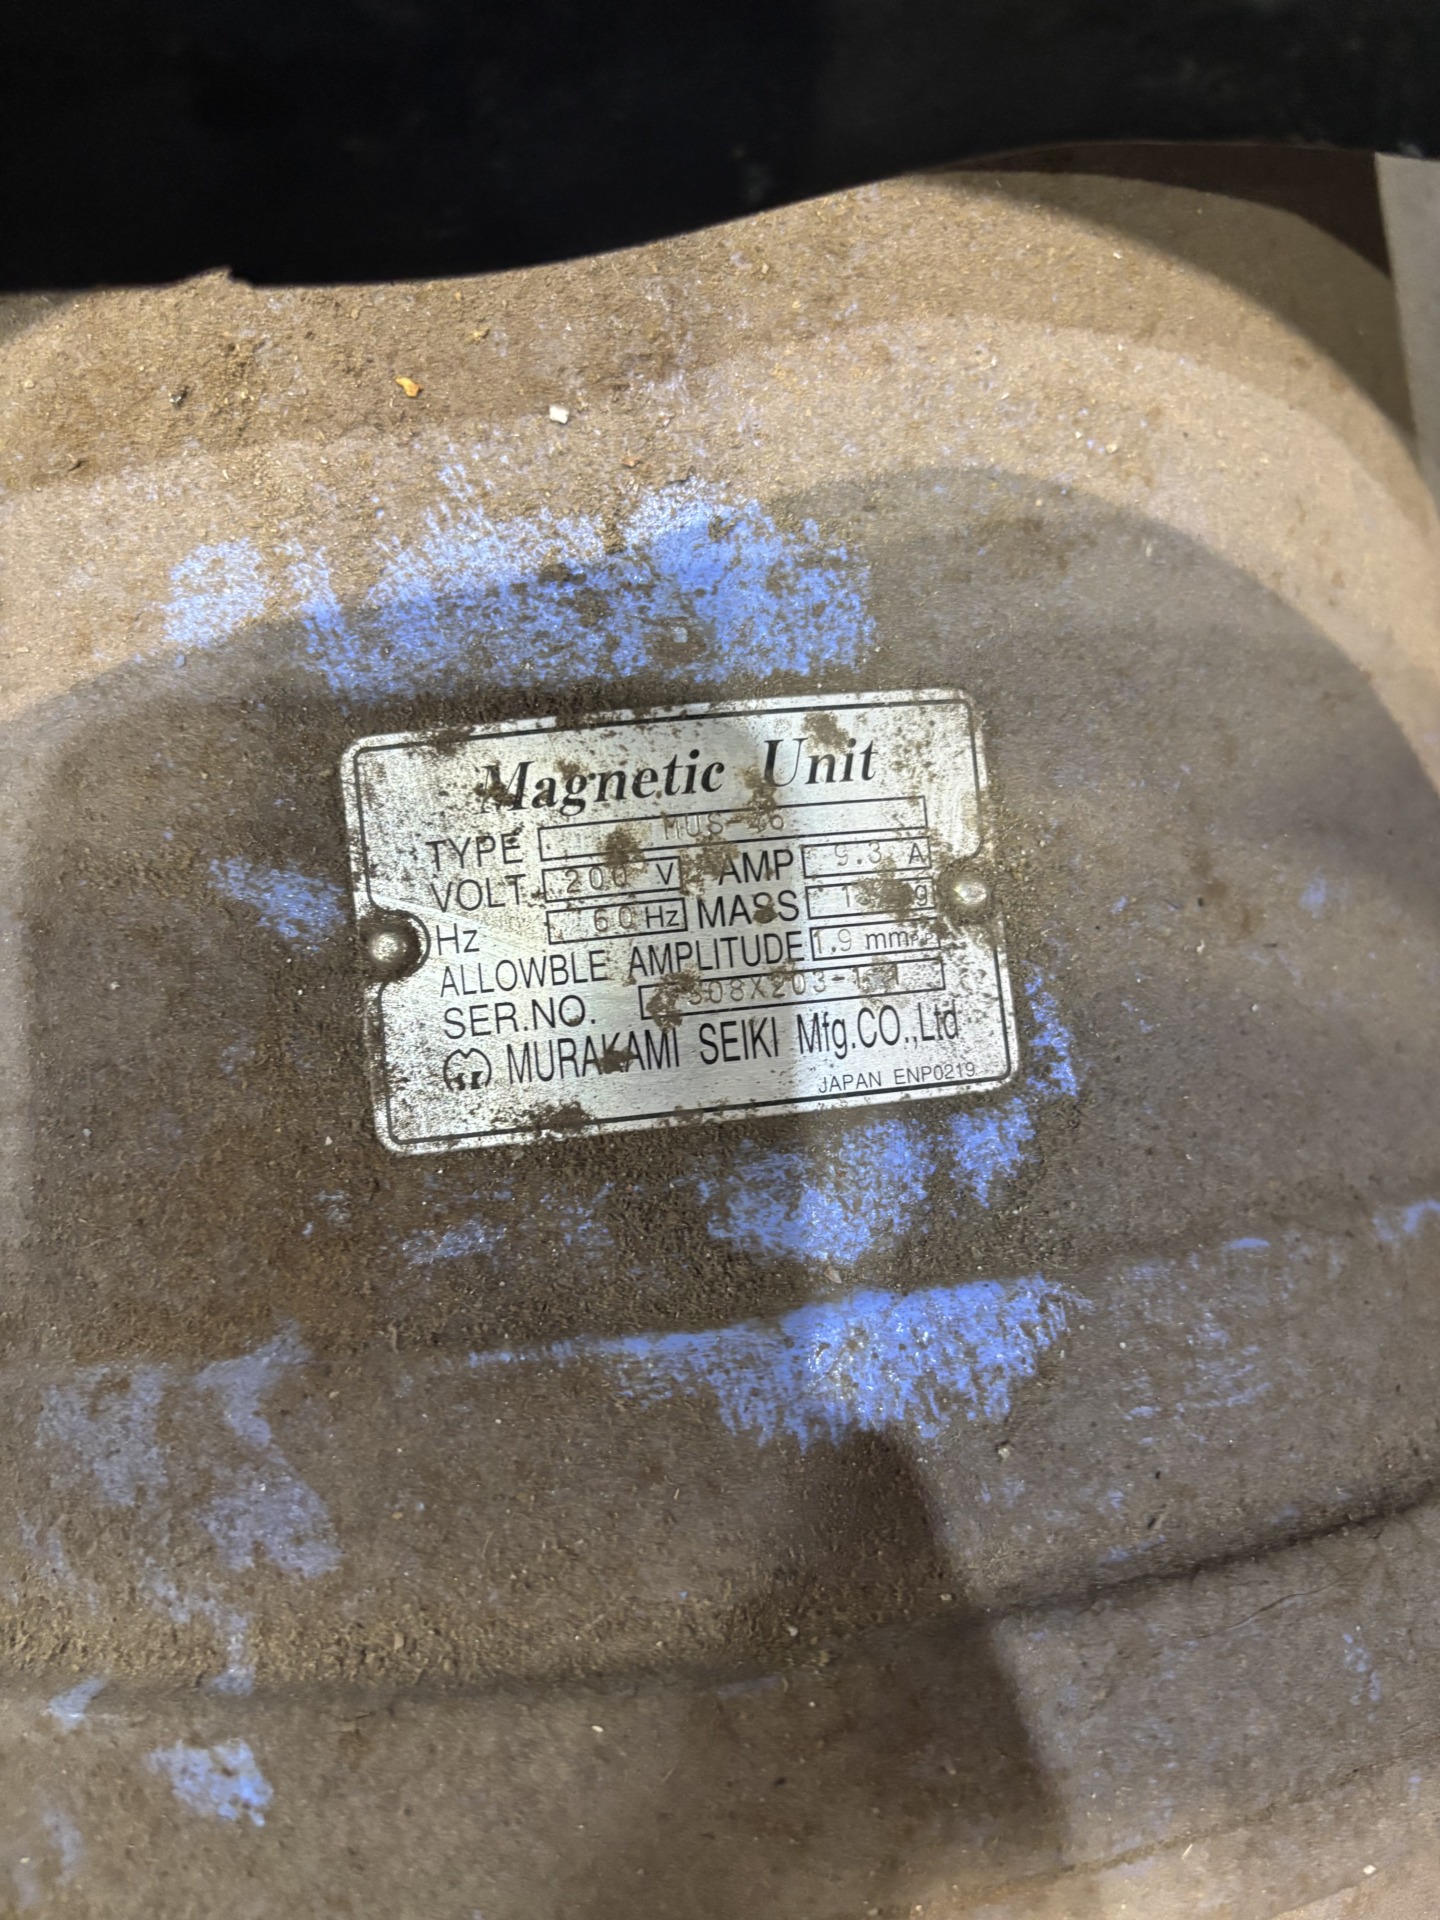 Magnetic Unit
TYPE
VOLT 200 V AMP 9.3 A
Hz 60 Hz MASS
ALLOWBLE AMPLITUDE 1.9 mmP-P
SER.NO.
MURAKAMI SEIKI Mfg.CO.,Ltd
JAPAN ENP0219